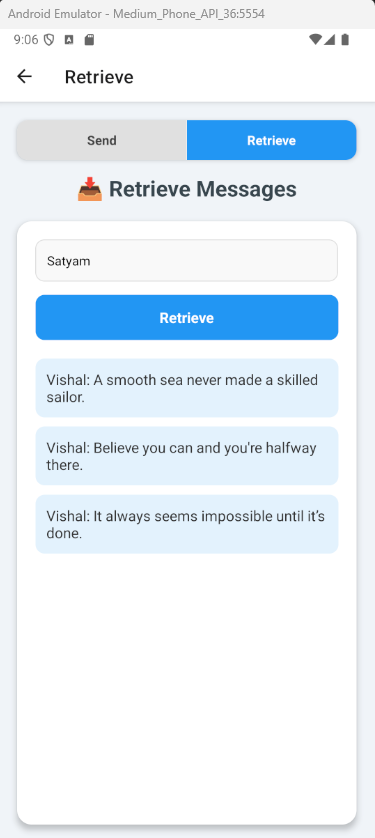 Android Emulator - Medium_Phone_API_36:5554
9:06
Retrieve
Send
Retrieve
📥 Retrieve Messages
Satyam
Retrieve
Vishal: A smooth sea never made a skilled
sailor.
Vishal: Believe you can and you're halfway
there.
Vishal: It always seems impossible until it’s
done.